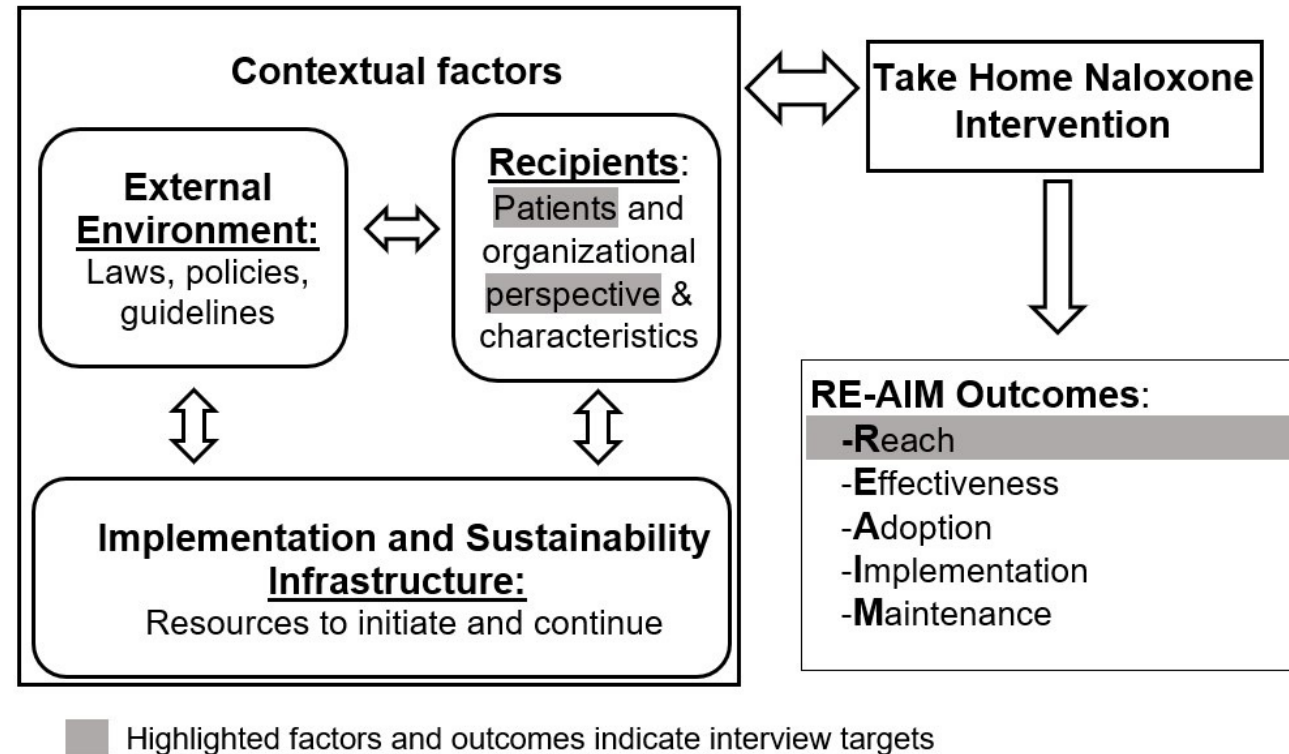 Contextual factors
External
Environment:
Laws, policies,
guidelines
Recipients:
Patients and
organizational
perspective &
characteristics
Implementation and Sustainability
Infrastructure:
Resources to initiate and continue
Take Home Naloxone
Intervention
RE-AIM Outcomes:
-Reach
-Effectiveness
-Adoption
-Implementation
-Maintenance
Highlighted factors and outcomes indicate interview targets